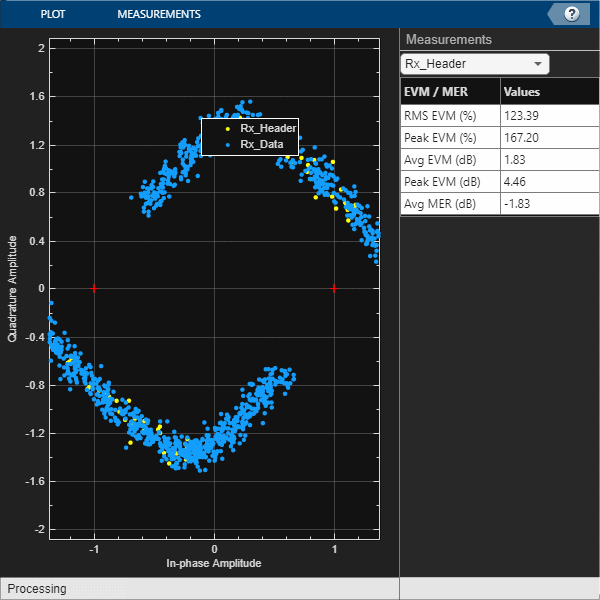 PLOT MEASUREMENTS ?
2
1.6
1.2
0.8
0.4
0
-0.4
-0.8
-1.2
-1.6
-2
Quadrature Amplitude
Rx_Header
Rx_Data
-1 0 1
In-phase Amplitude
Measurements
Rx_Header
EVM / MER Values
RMS EVM (%) 123.39
Peak EVM (%) 167.20
Avg EVM (dB) 1.83
Peak EVM (dB) 4.46
Avg MER (dB) -1.83
Processing